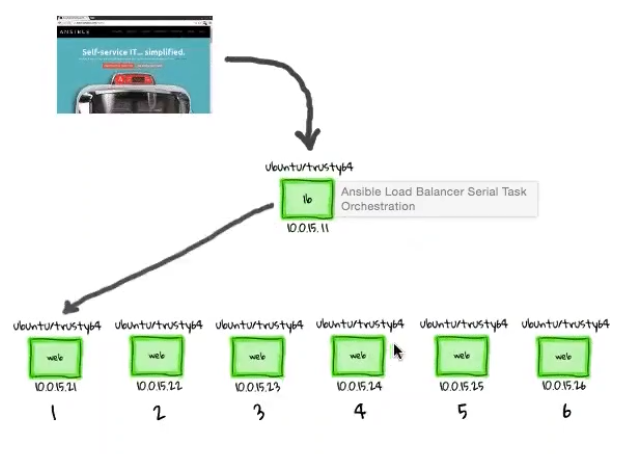 ANSIBLE
Self-service IT... simplified.
ubuntu/trusty64
lb
Ansible Load Balancer Serial Task
Orchestration
10.0.15.11
ubuntu/trusty64 ubuntu/trusty64 ubuntu/trusty64 ubuntu/trusty64 ubuntu/trusty64 ubuntu/trusty64
web web web web web web
10.0.15.21 10.0.15.22 10.0.15.23 10.0.15.24 10.0.15.25 10.0.15.26
1 2 3 4 5 6